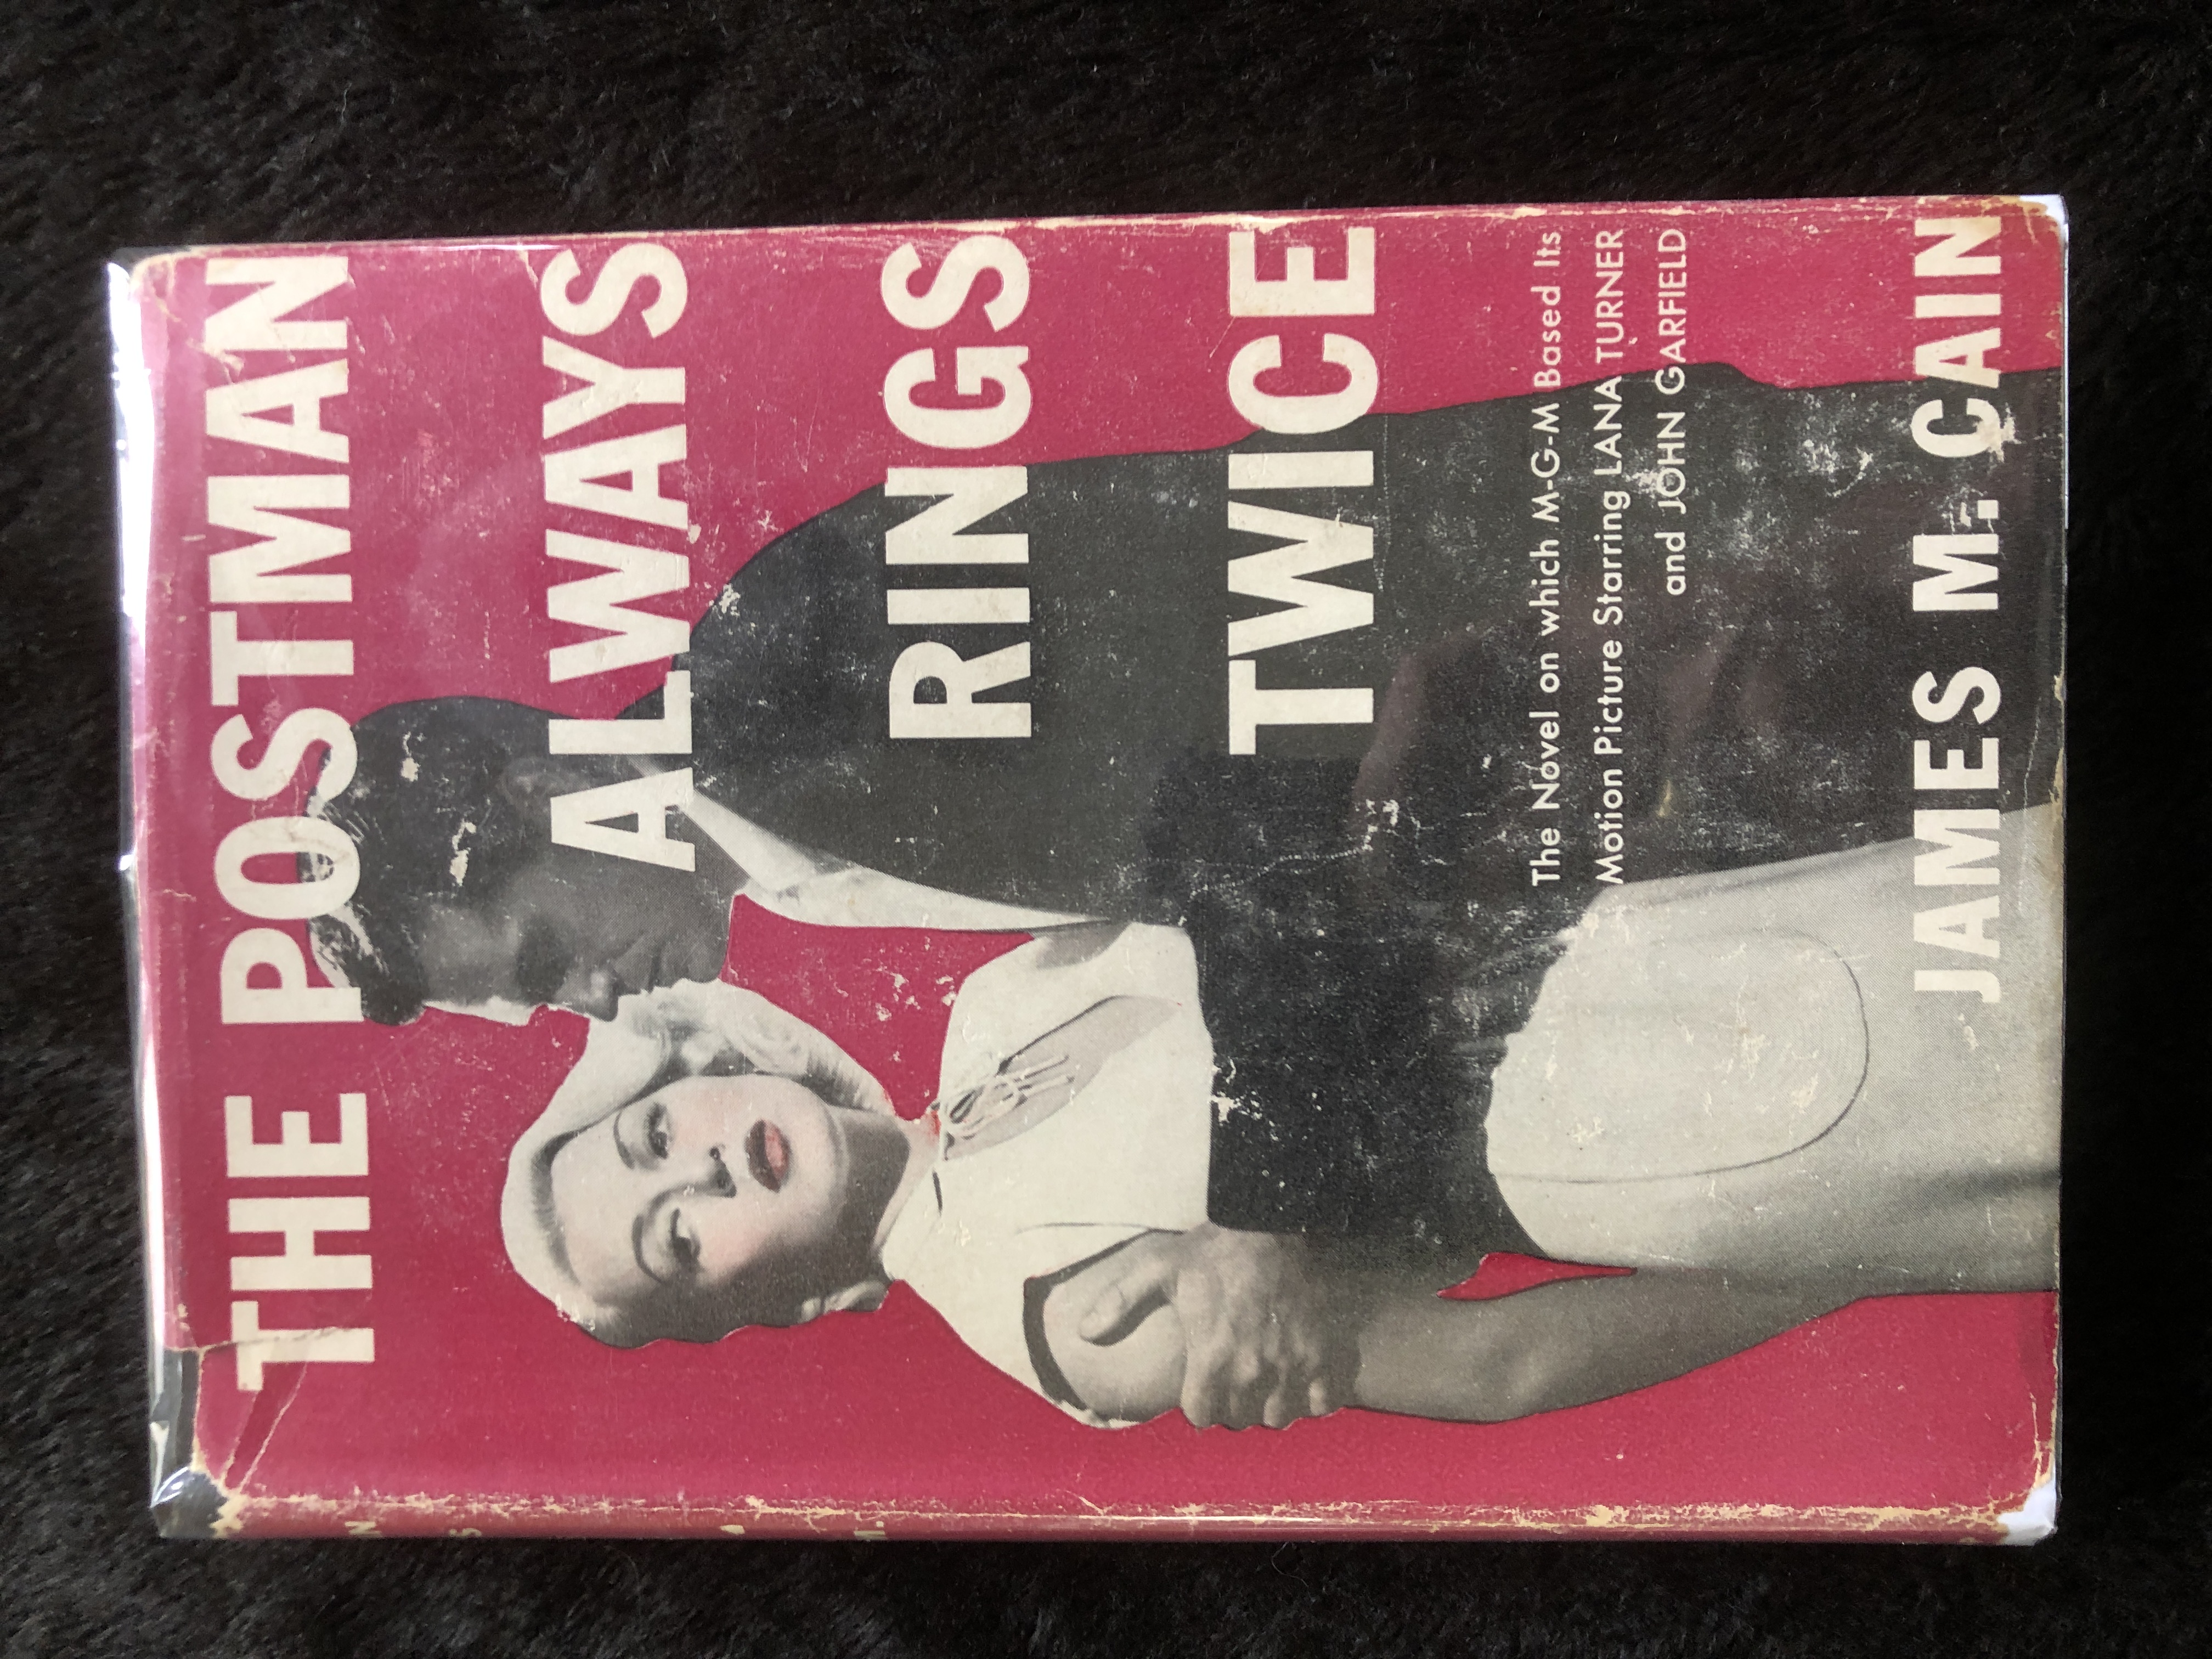 THE POSTMAN
ALWAYS
RINGS
TWICE
The Novel on which M-G-M Based Its
Motion Picture Starring LANA TURNER
and JOHN GARFIELD
JAMES M. CAIN